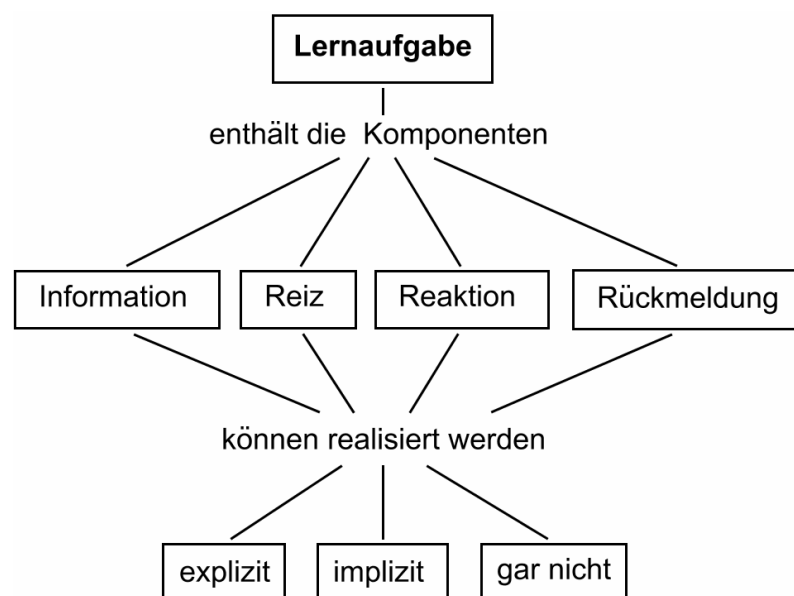 Lernaufgabe
enthält die Komponenten
Information Reiz Reaktion Rückmeldung
können realisiert werden
explizit implizit gar nicht